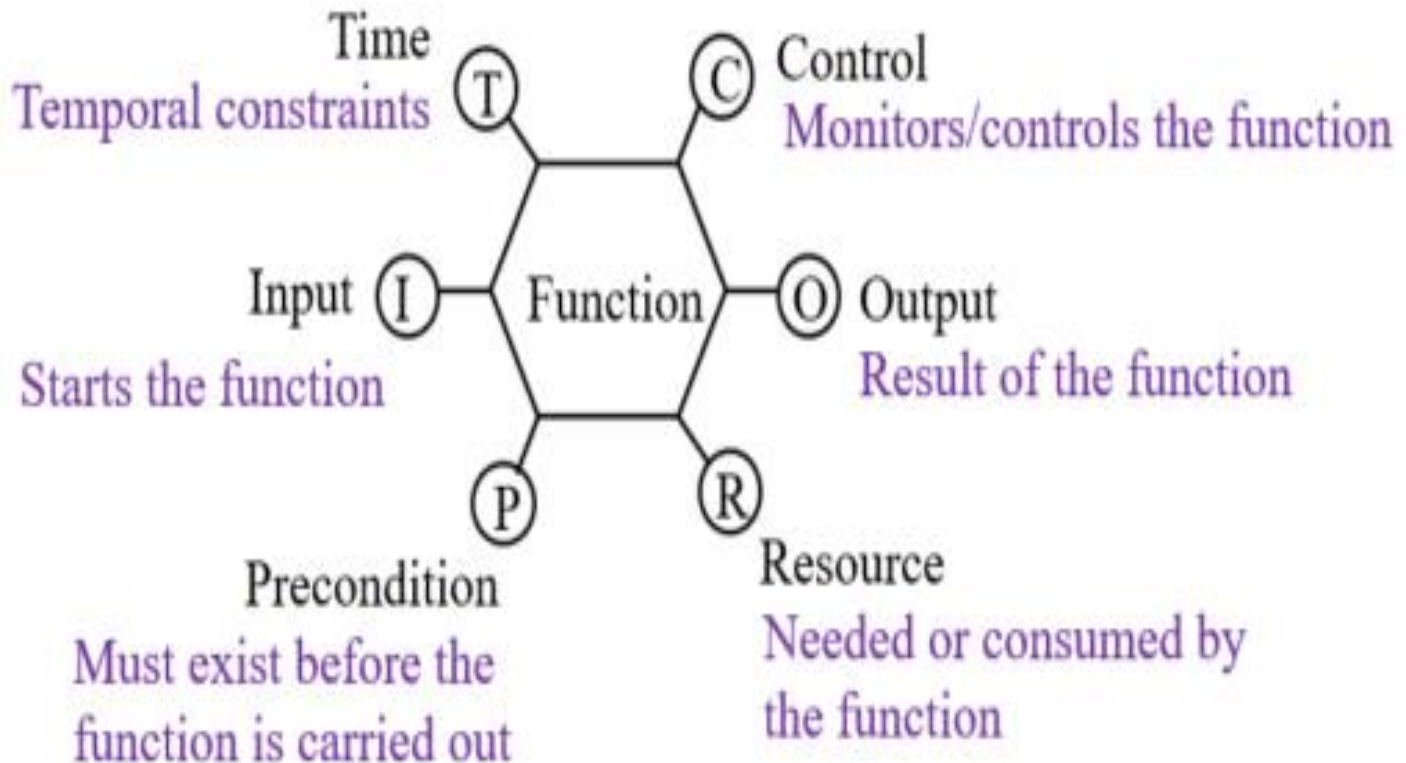 Time
Temporal constraints
T
C
Control
Monitors/controls the function
Input
I
Starts the function
Function
O
Output
Result of the function
P
Precondition
Must exist before the
function is carried out
R
Resource
Needed or consumed by
the function